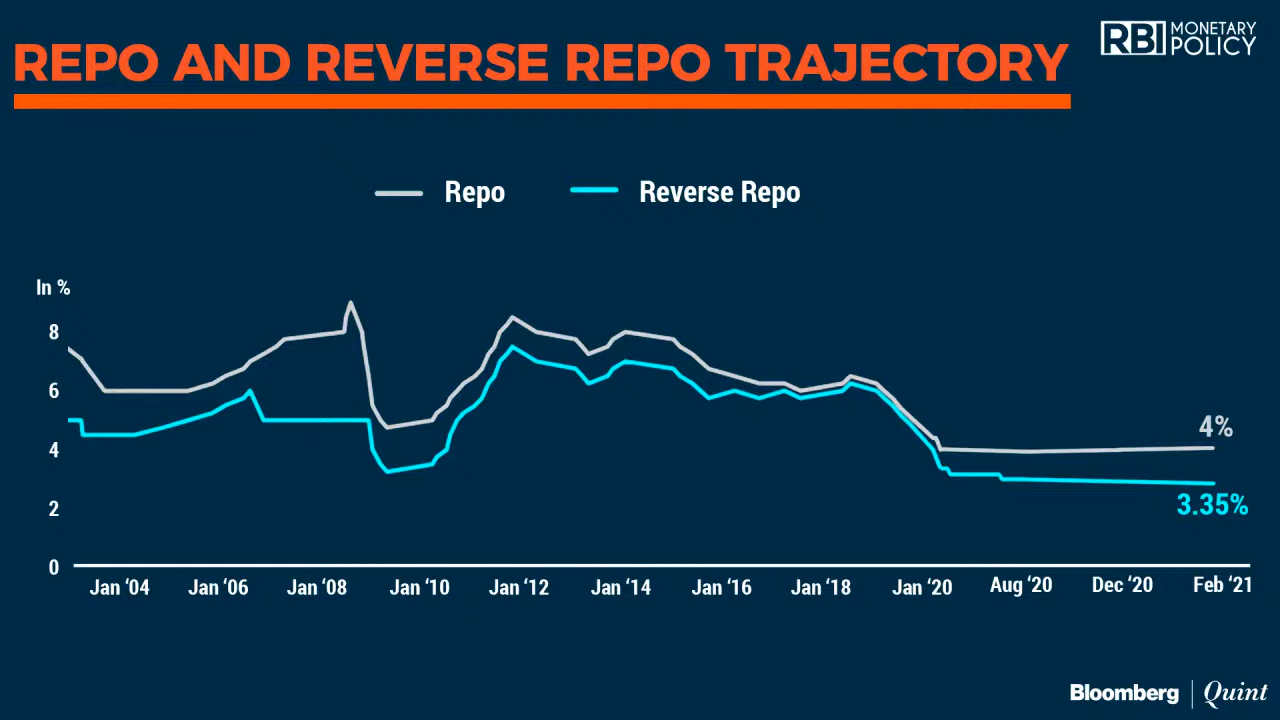 REPO AND REVERSE REPO TRAJECTORY
RBI MONETARY POLICY
Repo
Reverse Repo
In %
8
6
4
2
0
4%
3.35%
Jan ‘04 Jan ‘06 Jan ‘08 Jan ‘10 Jan ‘12 Jan ‘14 Jan ‘16 Jan ‘18 Jan ‘20 Aug ‘20 Dec ‘20 Feb ‘21
Bloomberg | Quint